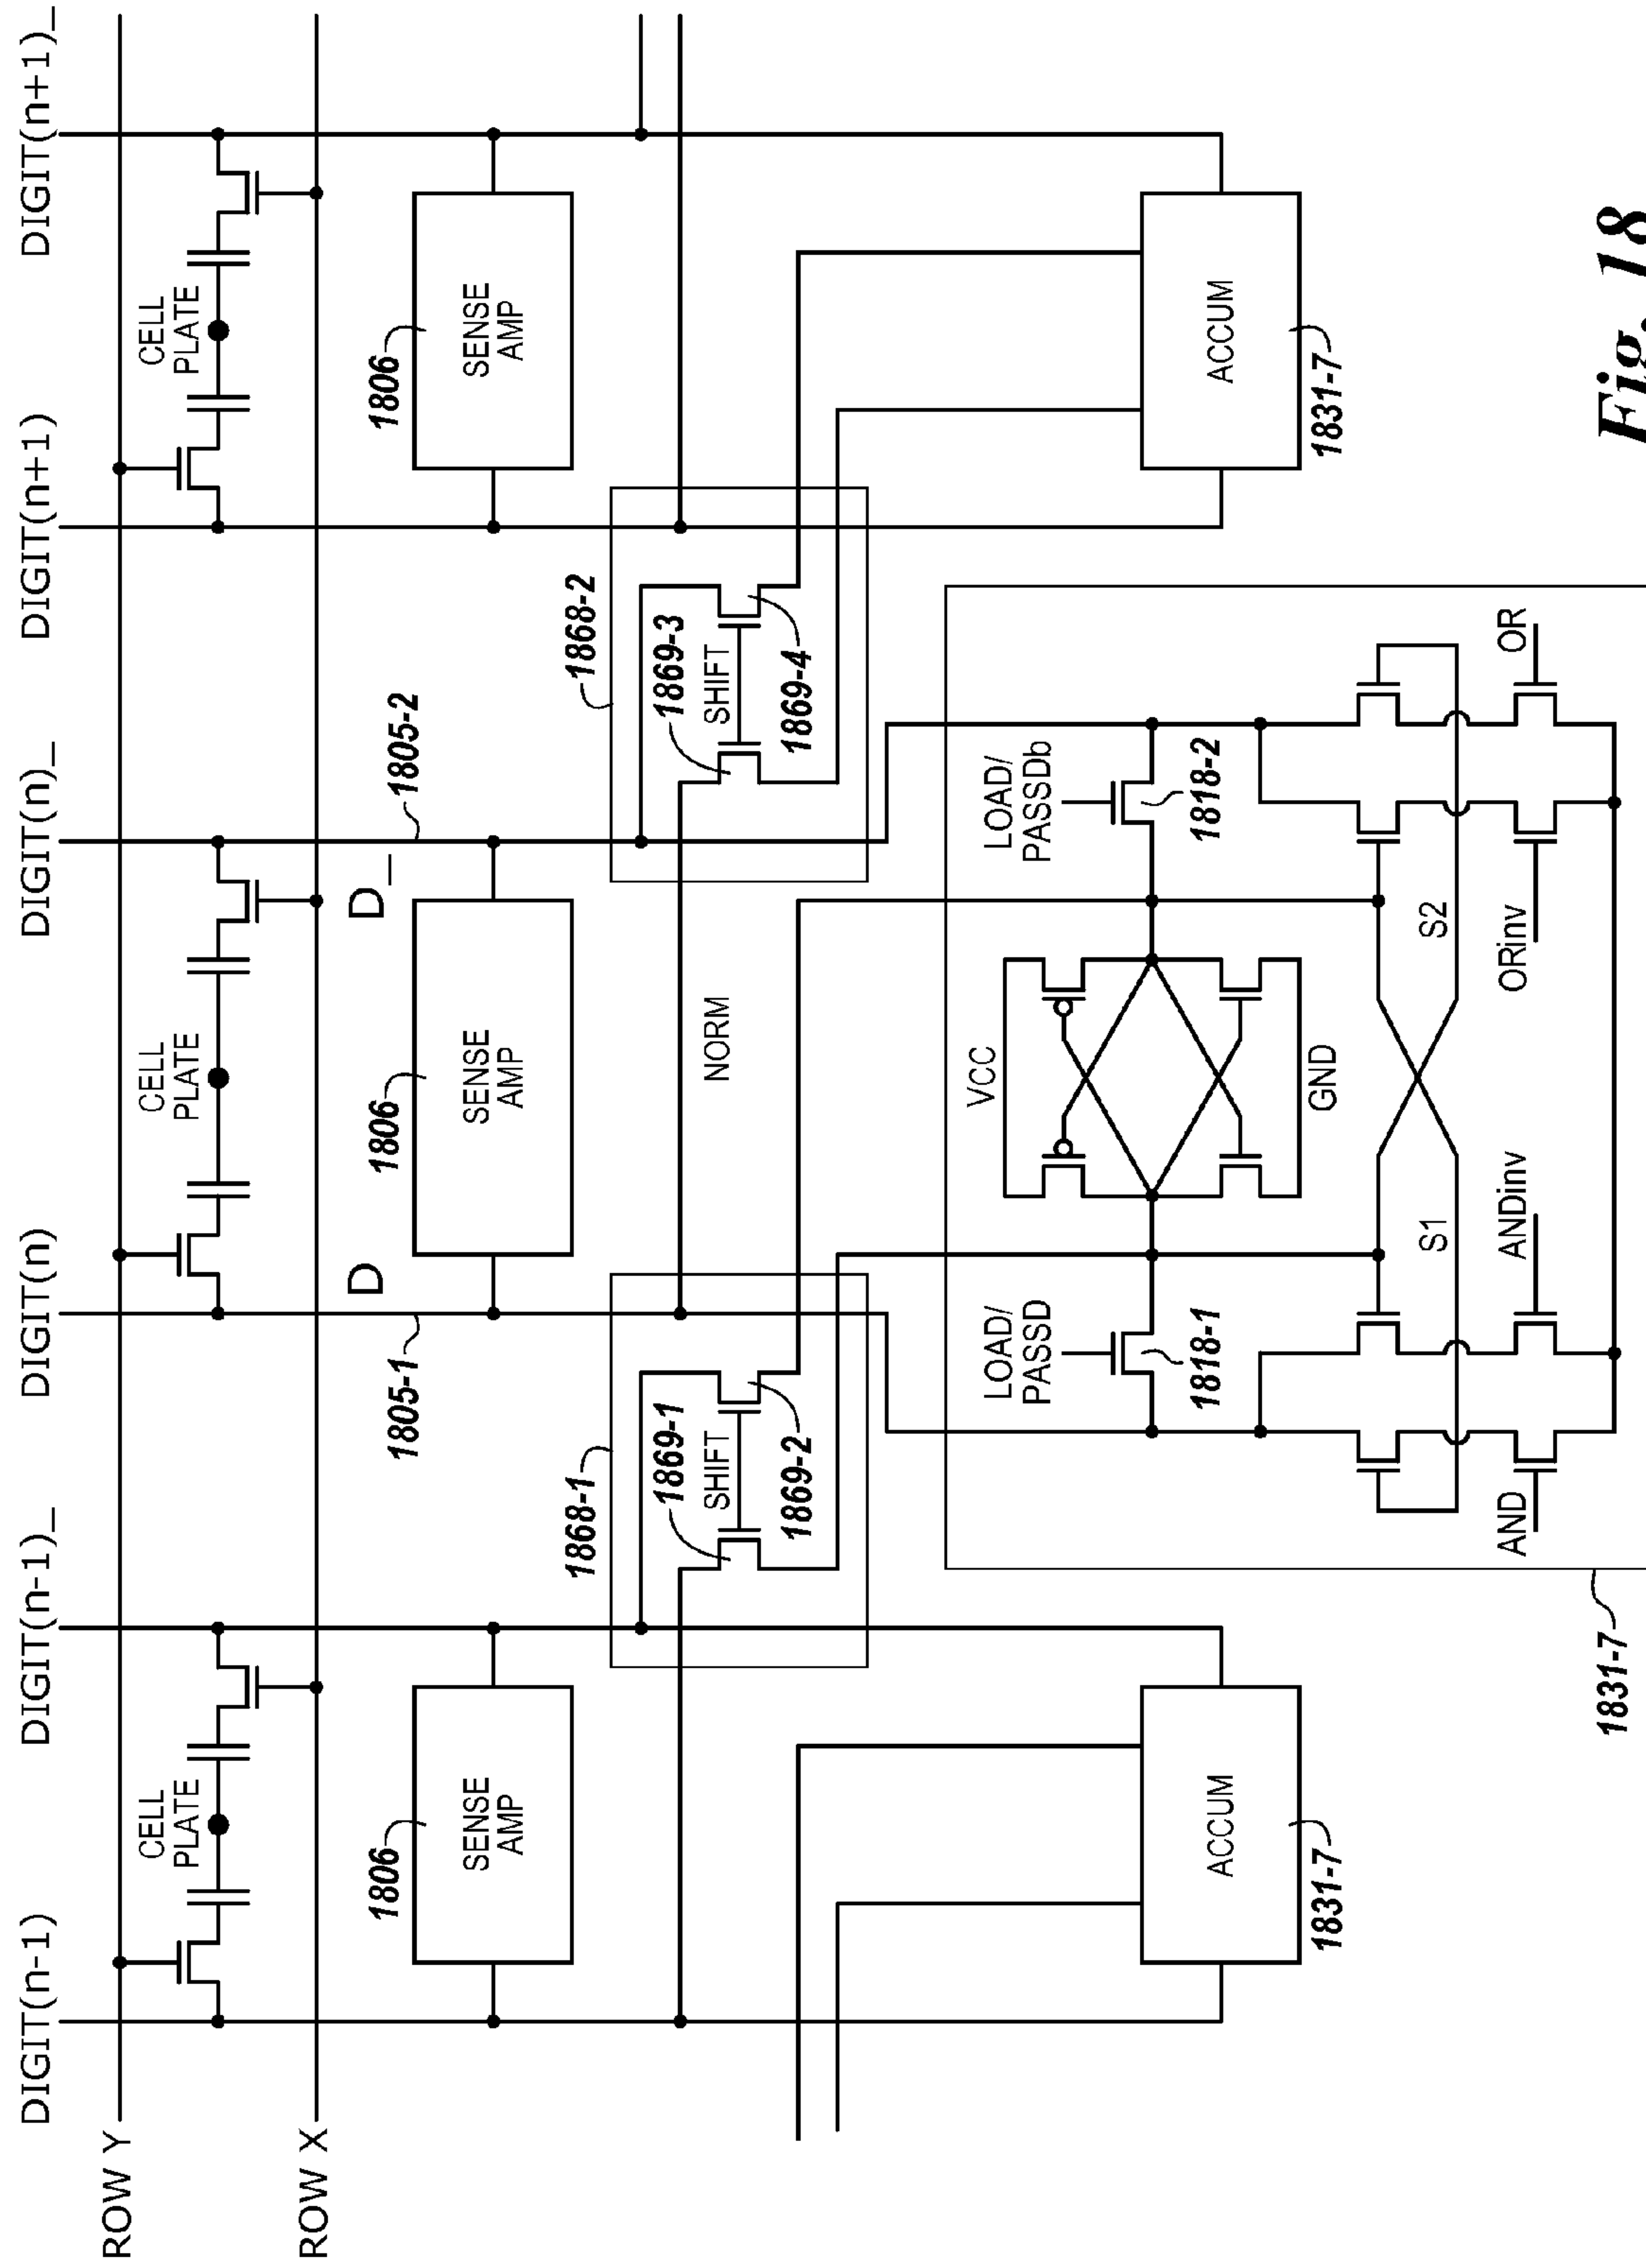 DIGIT(n-1)
DIGIT(n-1)_
DIGIT(n)
DIGIT(n)_
DIGIT(n+1)
DIGIT(n+1)_
ROW Y
CELL
PLATE
CELL
PLATE
CELL
PLATE
ROW X
D
D_
1806
SENSE
AMP
1805-1
1806
SENSE
AMP
1805-2
1806
SENSE
AMP
1868-1
1869-1
SHIFT
1869-2
NORM
1868-2
1869-3
SHIFT
1869-4
LOAD/
PASSD
1818-1
VCC
GND
LOAD/
PASSDb
1818-2
ACCUM
1831-7
ACCUM
1831-7
S1
S2
AND
ANDinv
ORinv
OR
1831-7
Fig. 18